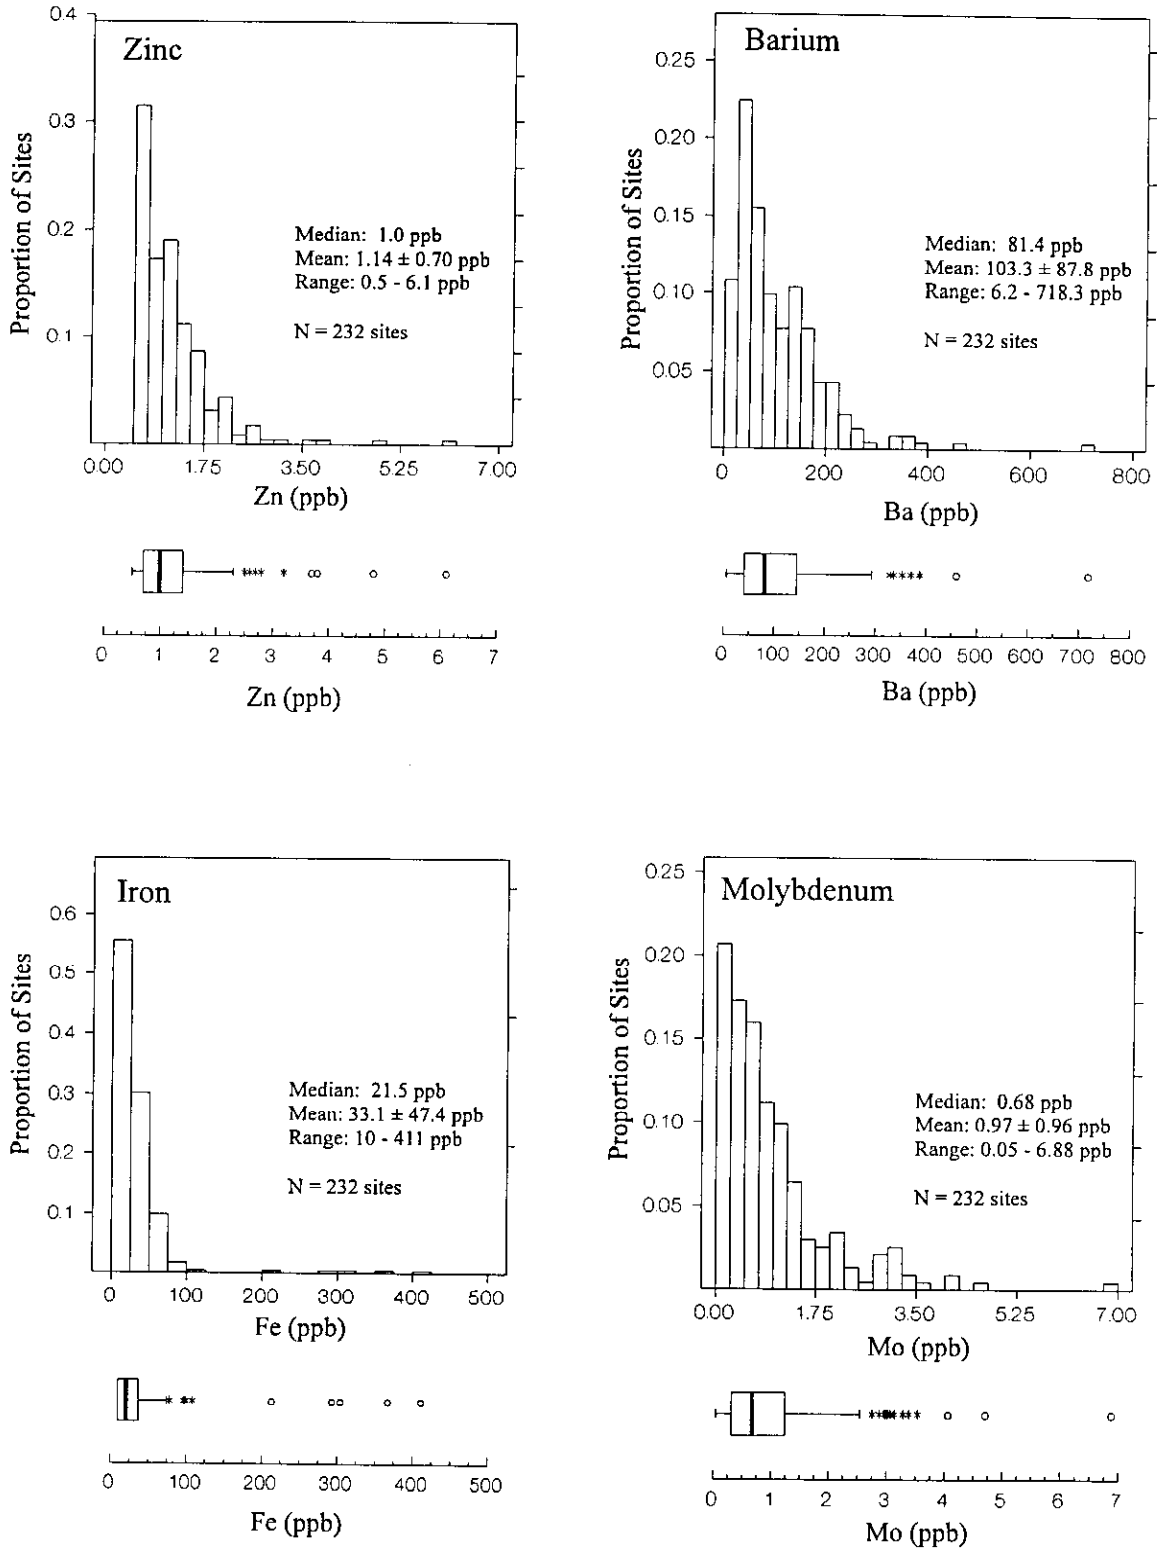 Zinc
0.4
0.3
0.2
0.1
Proportion of Sites
Median: 1.0 ppb
Mean: 1.14 ± 0.70 ppb
Range: 0.5 - 6.1 ppb
N = 232 sites
0.00 1.75 3.50 5.25 7.00
Zn (ppb)
0 1 2 3 4 5 6 7
Zn (ppb)
Barium
0.25
0.20
0.15
0.10
0.05
Proportion of Sites
Median: 81.4 ppb
Mean: 103.3 ± 87.8 ppb
Range: 6.2 - 718.3 ppb
N = 232 sites
0 200 400 600 800
Ba (ppb)
0 100 200 300 400 500 600 700 800
Ba (ppb)
Iron
0.6
0.5
0.4
0.3
0.2
0.1
Proportion of Sites
Median: 21.5 ppb
Mean: 33.1 ± 47.4 ppb
Range: 10 - 411 ppb
N = 232 sites
0 100 200 300 400 500
Fe (ppb)
0 100 200 300 400 500
Fe (ppb)
Molybdenum
0.25
0.20
0.15
0.10
0.05
Proportion of Sites
Median: 0.68 ppb
Mean: 0.97 ± 0.96 ppb
Range: 0.05 - 6.88 ppb
N = 232 sites
0.00 1.75 3.50 5.25 7.00
Mo (ppb)
0 1 2 3 4 5 6 7
Mo (ppb)